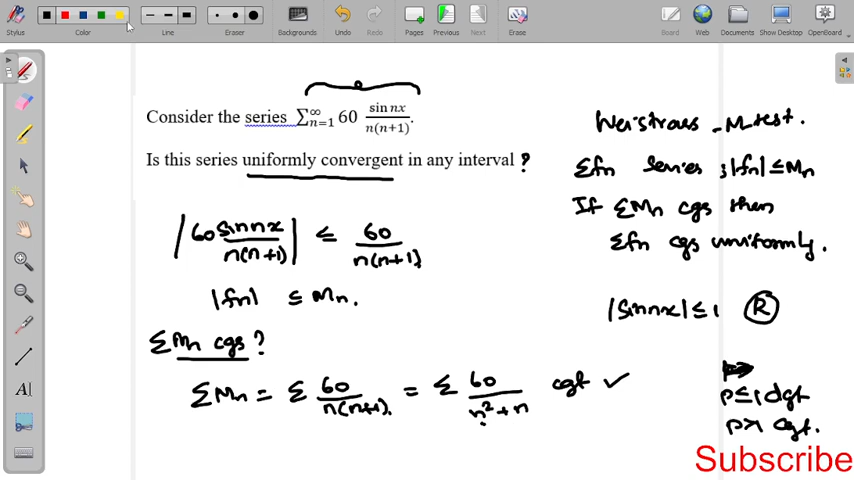 Stylus
Color
Line
Eraser
Backgrounds
Undo
Redo
Pages
Previous
Next
Erase
Board
Web
Documents
Show Desktop
OpenBoard
Consider the series ∑_{n=1}^{∞} 60 sin nx / n(n+1).
Is this series uniformly convergent in any interval ?
|60 sin nx / n(n+1)| ≤ 60 / n(n+1)
|fn| ≤ Mn.
∑Mn cgs ?
∑Mn = ∑ 60 / n(n+1) = ∑ 60 / n²+n cgt ✓
Weistrass - M test.
∑fn series ; |fn| ≤ Mn
If ∑Mn cgs then
∑fn cgs uniformly.
|sin nx| ≤ 1 R
p ≤ 1 dgt
p>1 cgt.
A
Subscribe